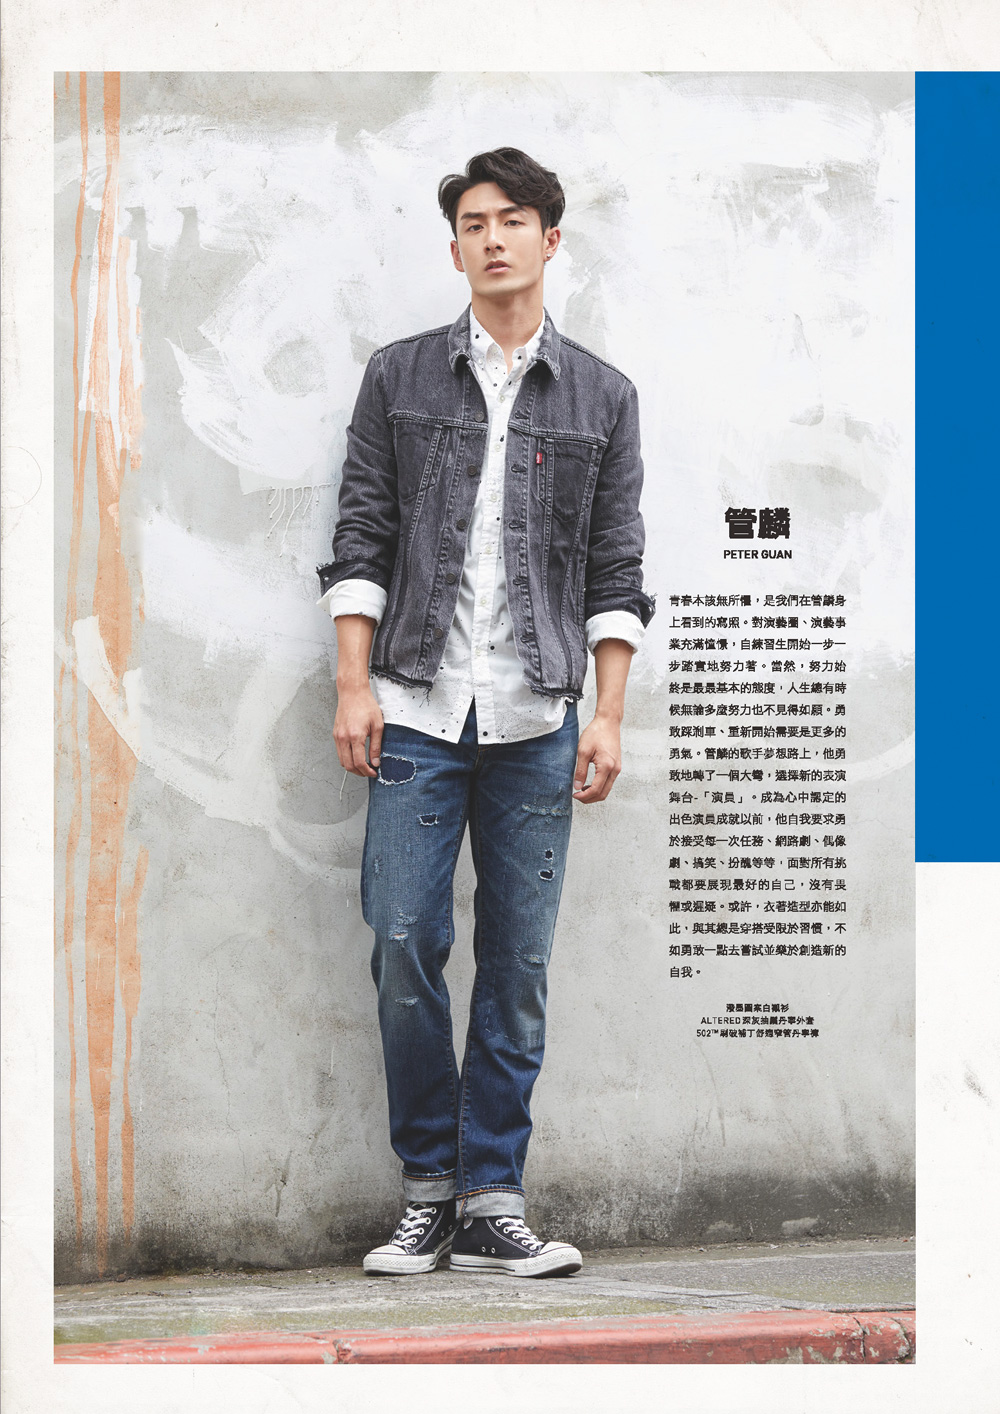 管麟
PETER GUAN
青春本該無所懼，是我們在管麟身
上看到的寫照。對演藝圈、演藝事
業充滿憧憬，自練習生開始一步一
步踏實地努力著。當然，努力始
終是最最基本的態度，人生總有時
候無論多麼努力也不見得如願。勇
敢踩剎車、重新開始需要是更多的
勇氣。管麟的歌手夢想路上，他勇
敢地轉了一個大彎，選擇新的表演
舞台-「演員」。成為心中認定的
出色演員成就以前，他自我要求勇
於接受每一次任務、網路劇、偶像
劇、搞笑、扮醜等等，面對所有挑
戰都要展現最好的自己，沒有畏
懼或遲疑。或許，衣著造型亦能如
此，與其總是穿搭受限於習慣，不
如勇敢一點去嘗試並樂於創造新的
自我。
潑墨圖案白襯衫
ALTERED 深灰抽鬚丹寧外套
502™ 刷破補丁舒適窄管丹寧褲